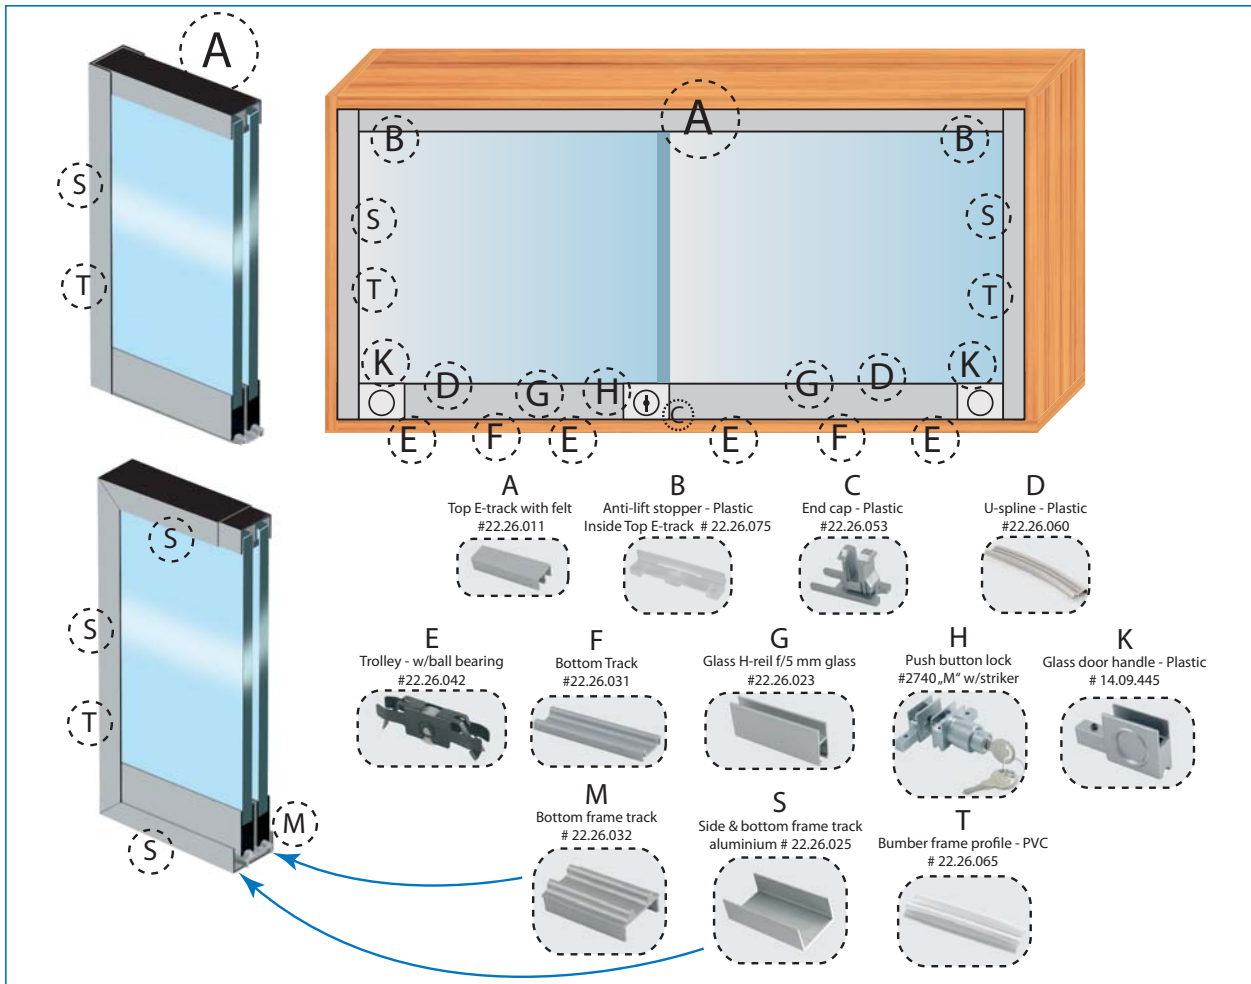 A
A
B
B
S
S
S
T
T
T
K
K
D
G
H
G
D
C
E
F
E
E
F
E
S
S
T
M
S
A
Top E-track with felt
#22.26.011
B
Anti-lift stopper - Plastic
Inside Top E-track # 22.26.075
C
End cap - Plastic
#22.26.053
D
U-spline - Plastic
#22.26.060
E
Trolley - w/ball bearing
#22.26.042
F
Bottom Track
#22.26.031
G
Glass H-reil f/5 mm glass
#22.26.023
H
Push button lock
#2740 „M“ w/striker
K
Glass door handle - Plastic
# 14.09.445
M
Bottom frame track
# 22.26.032
S
Side & bottom frame track
aluminium # 22.26.025
T
Bumber frame profile - PVC
# 22.26.065